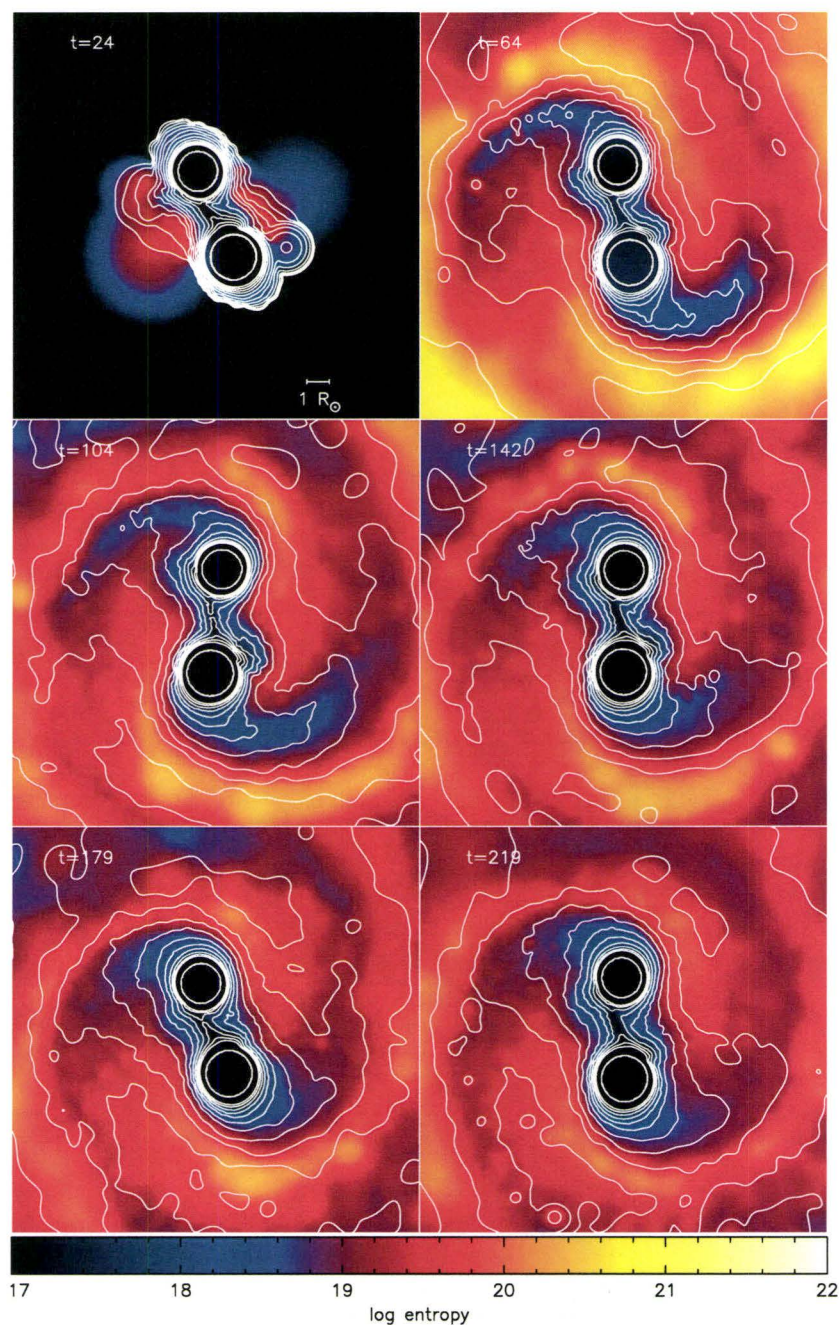 t=24
t=64
1 R☉
t=104
t=142
t=179
t=219
17 18 19 20 21 22
log entropy